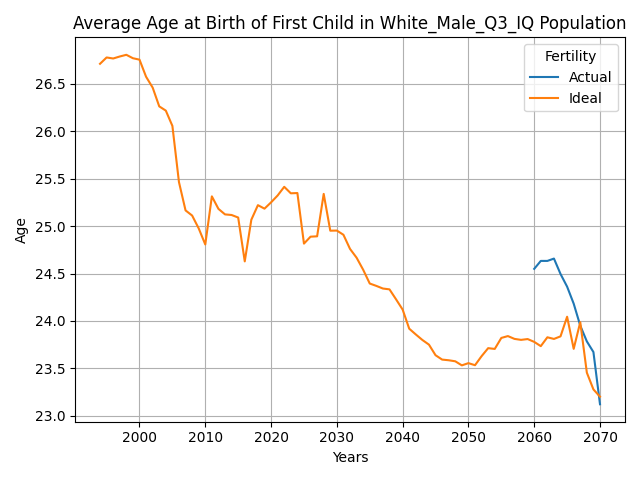 Average Age at Birth of First Child in White_Male_Q3_IQ Population
Fertility
Actual
Ideal
26.5
26.0
25.5
25.0
24.5
24.0
23.5
23.0
Age
2000
2010
2020
2030
2040
2050
2060
2070
Years